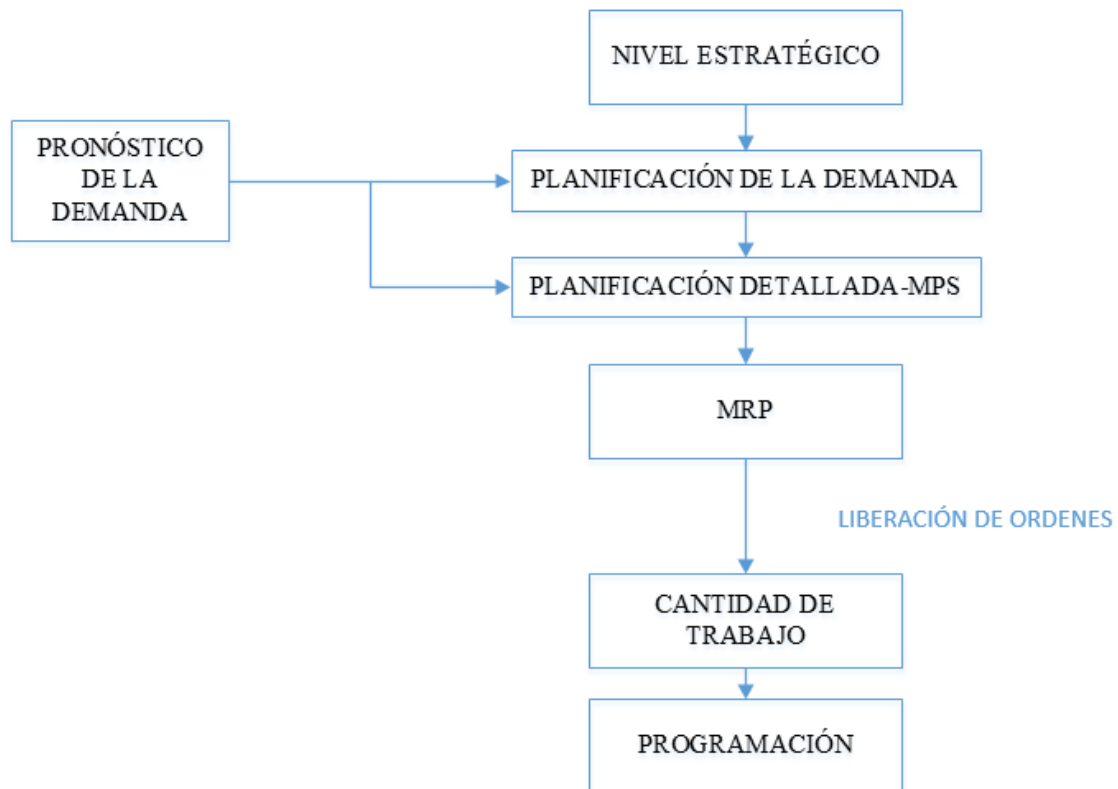 NIVEL ESTRATÉGICO
PRONÓSTICO
DE LA
DEMANDA
PLANIFICACIÓN DE LA DEMANDA
PLANIFICACIÓN DETALLADA-MPS
MRP
LIBERACIÓN DE ORDENES
CANTIDAD DE
TRABAJO
PROGRAMACIÓN